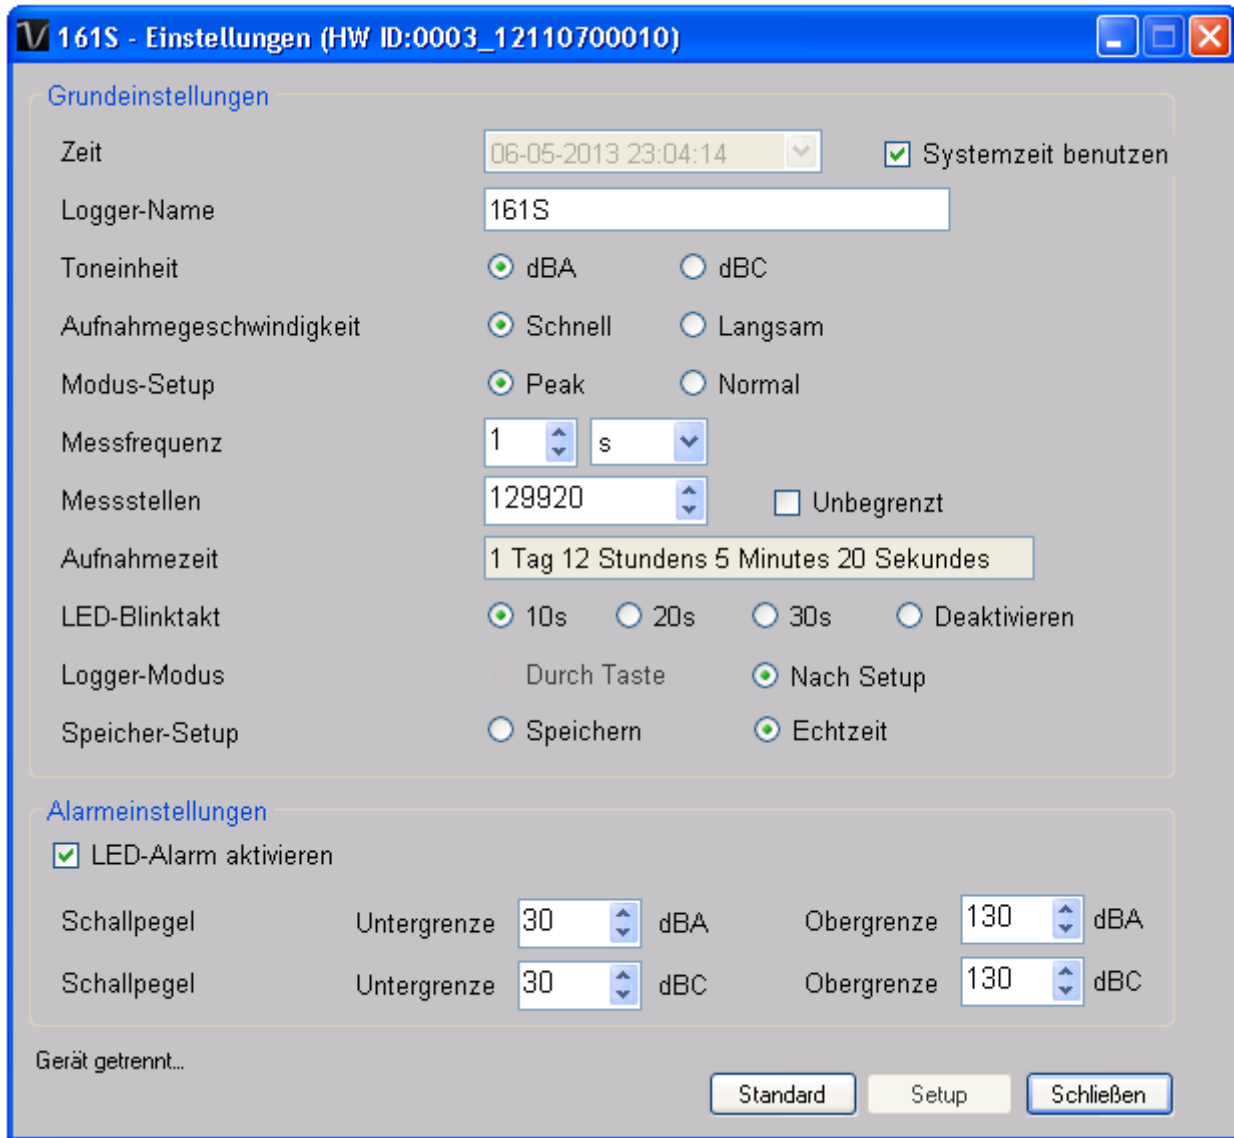 161S - Einstellungen (HW ID:0003_12110700010)
Grundeinstellungen
Zeit 06-05-2013 23:04:14 Systemzeit benutzen
Logger-Name 161S
Toneinheit dBA dBC
Aufnahmegeschwindigkeit Schnell Langsam
Modus-Setup Peak Normal
Messfrequenz 1 s
Messstellen 129920 Unbegrenzt
Aufnahmezeit 1 Tag 12 Stundens 5 Minutes 20 Sekundes
LED-Blinktakt 10s 20s 30s Deaktivieren
Logger-Modus Durch Taste Nach Setup
Speicher-Setup Speichern Echtzeit
Alarmeinstellungen
LED-Alarm aktivieren
Schallpegel Untergrenze 30 dBA Obergrenze 130 dBA
Schallpegel Untergrenze 30 dBC Obergrenze 130 dBC
Gerät getrennt...
Standard Setup Schließen